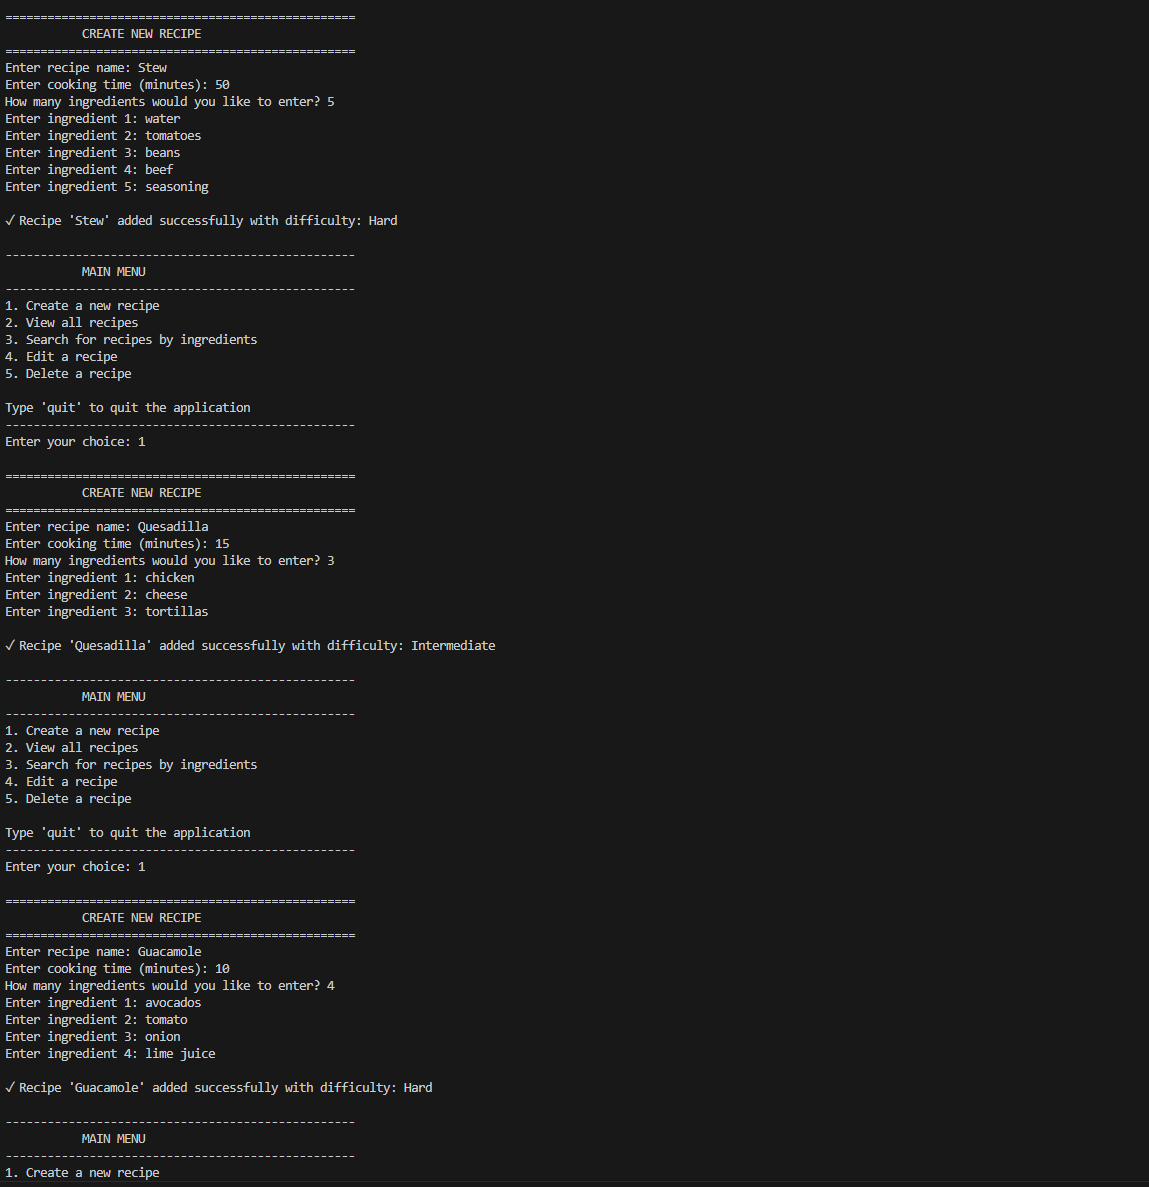 ==================================================
CREATE NEW RECIPE
==================================================
Enter recipe name: Stew
Enter cooking time (minutes): 50
How many ingredients would you like to enter? 5
Enter ingredient 1: water
Enter ingredient 2: tomatoes
Enter ingredient 3: beans
Enter ingredient 4: beef
Enter ingredient 5: seasoning
✓ Recipe 'Stew' added successfully with difficulty: Hard
--------------------------------------------------
MAIN MENU
--------------------------------------------------
1. Create a new recipe
2. View all recipes
3. Search for recipes by ingredients
4. Edit a recipe
5. Delete a recipe
Type 'quit' to quit the application
--------------------------------------------------
Enter your choice: 1
==================================================
CREATE NEW RECIPE
==================================================
Enter recipe name: Quesadilla
Enter cooking time (minutes): 15
How many ingredients would you like to enter? 3
Enter ingredient 1: chicken
Enter ingredient 2: cheese
Enter ingredient 3: tortillas
✓ Recipe 'Quesadilla' added successfully with difficulty: Intermediate
--------------------------------------------------
MAIN MENU
--------------------------------------------------
1. Create a new recipe
2. View all recipes
3. Search for recipes by ingredients
4. Edit a recipe
5. Delete a recipe
Type 'quit' to quit the application
--------------------------------------------------
Enter your choice: 1
==================================================
CREATE NEW RECIPE
==================================================
Enter recipe name: Guacamole
Enter cooking time (minutes): 10
How many ingredients would you like to enter? 4
Enter ingredient 1: avocados
Enter ingredient 2: tomato
Enter ingredient 3: onion
Enter ingredient 4: lime juice
✓ Recipe 'Guacamole' added successfully with difficulty: Hard
--------------------------------------------------
MAIN MENU
--------------------------------------------------
1. Create a new recipe